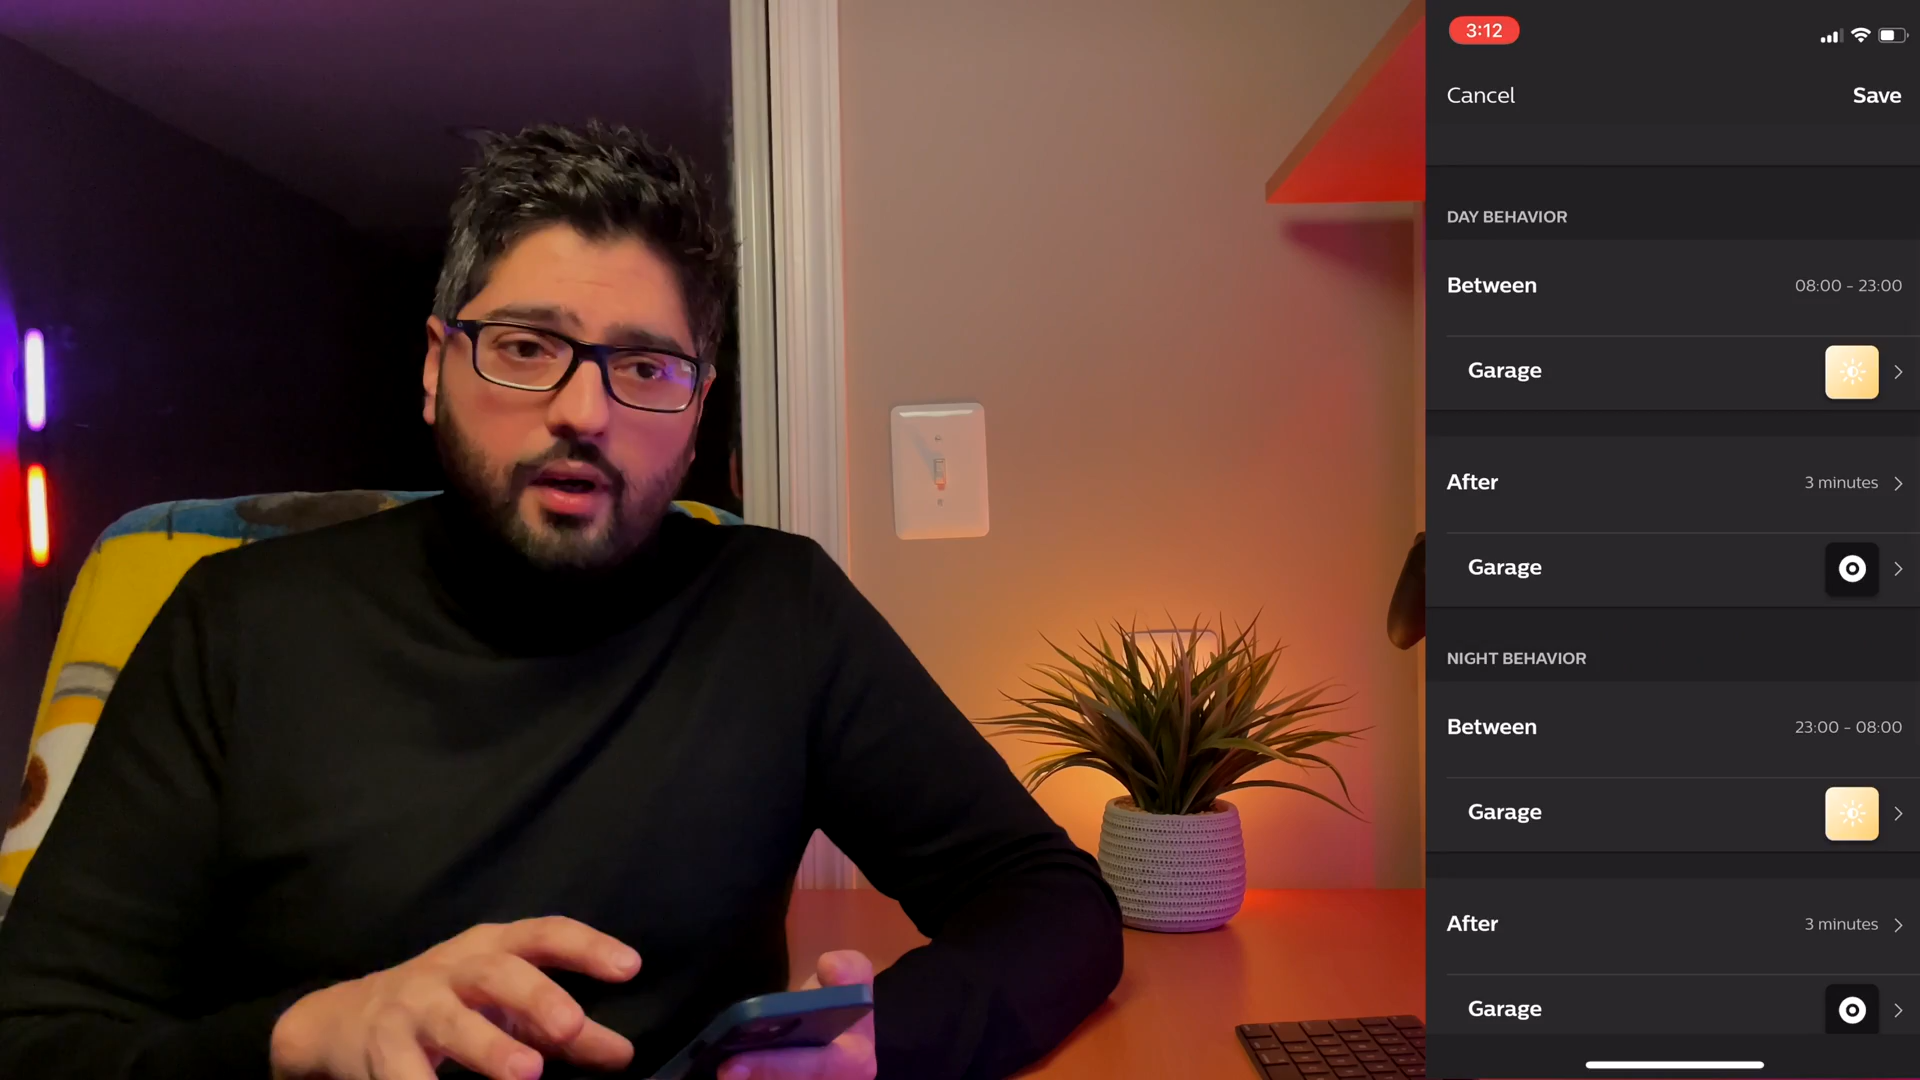 3:12
Cancel
Save
DAY BEHAVIOR
Between
08:00 - 23:00
Garage
After
3 minutes
Garage
NIGHT BEHAVIOR
Between
23:00 - 08:00
Garage
After
3 minutes
Garage